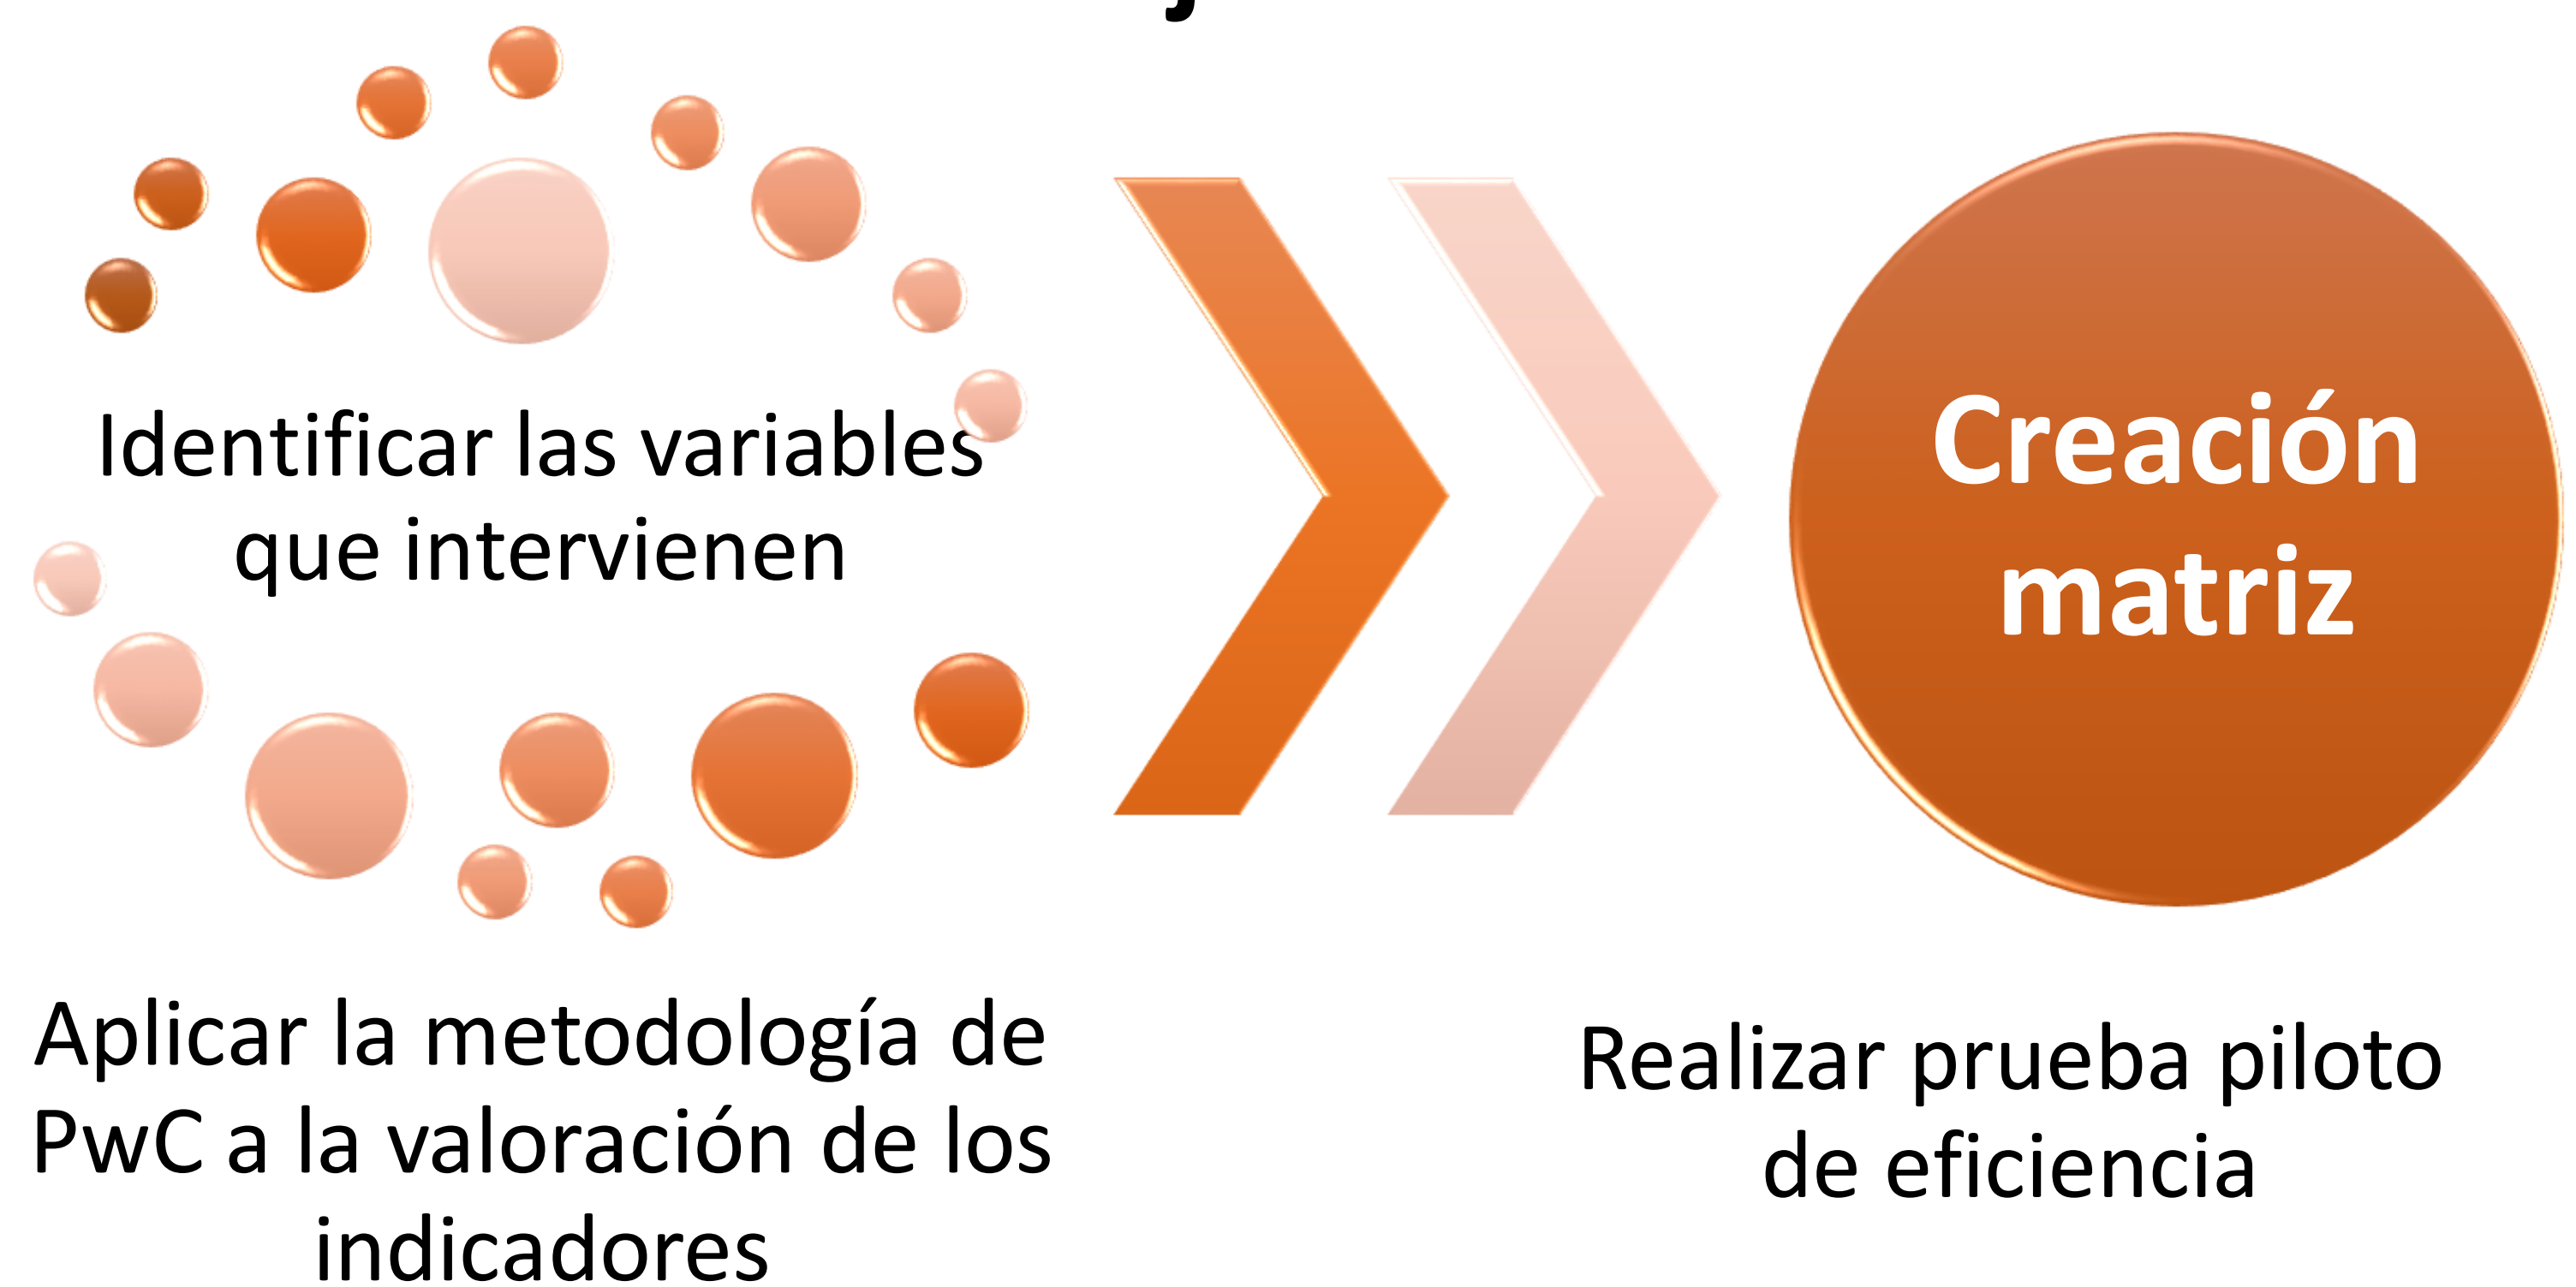 Identificar las variables
que intervienen
Aplicar la metodología de
PwC a la valoración de los
indicadores
Creación
matriz
Realizar prueba piloto
de eficiencia